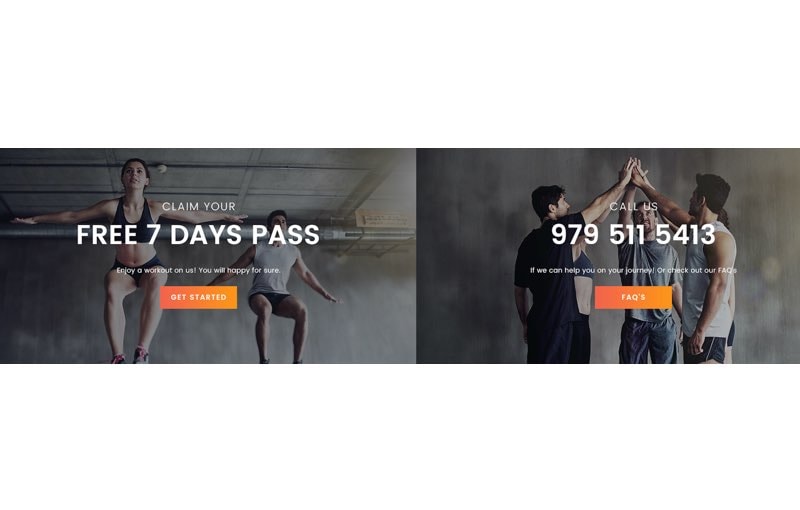 CLAIM YOUR
FREE 7 DAYS PASS
Enjoy a workout on us! You will happy for sure.
GET STARTED
CALL US
979 511 5413
If we can help you on your journey! Or check out our FAQ's
FAQ'S